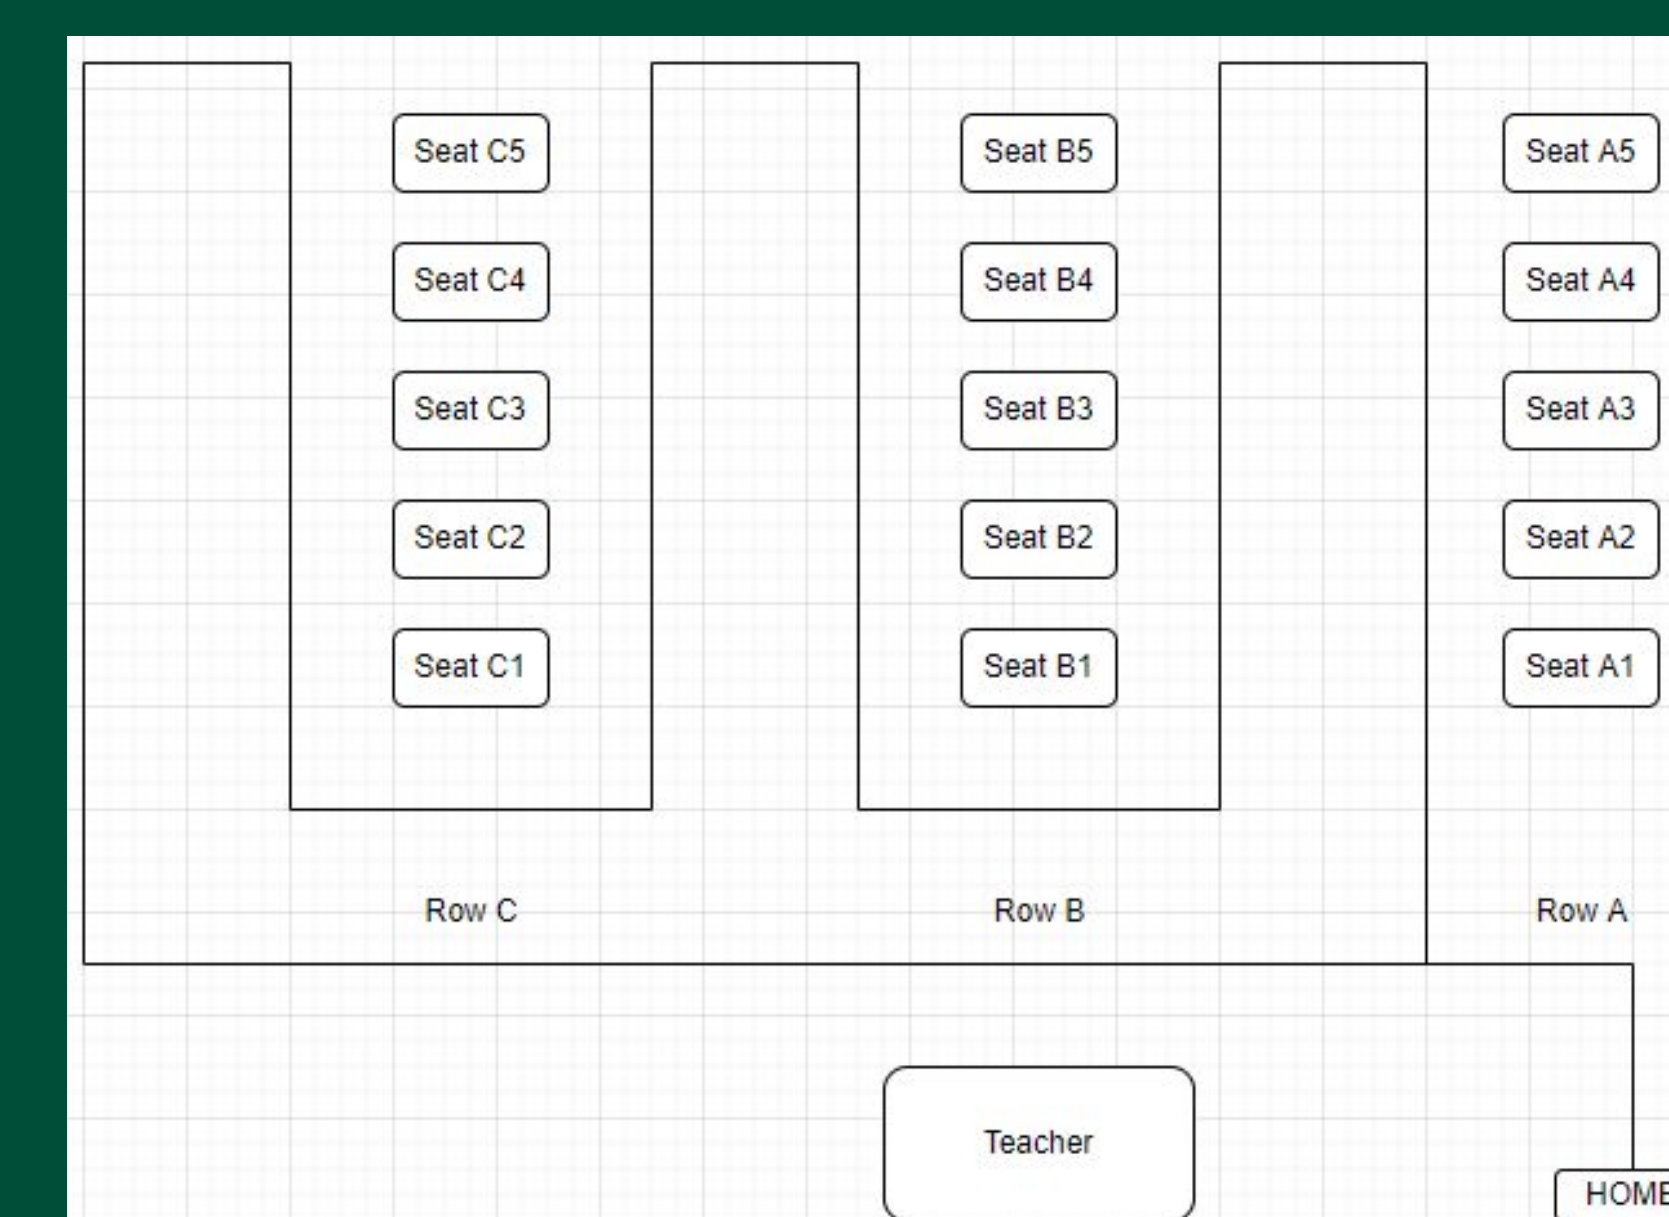 Seat C5 Seat B5 Seat A5
Seat C4 Seat B4 Seat A4
Seat C3 Seat B3 Seat A3
Seat C2 Seat B2 Seat A2
Seat C1 Seat B1 Seat A1
Row C Row B Row A
Teacher
HOME